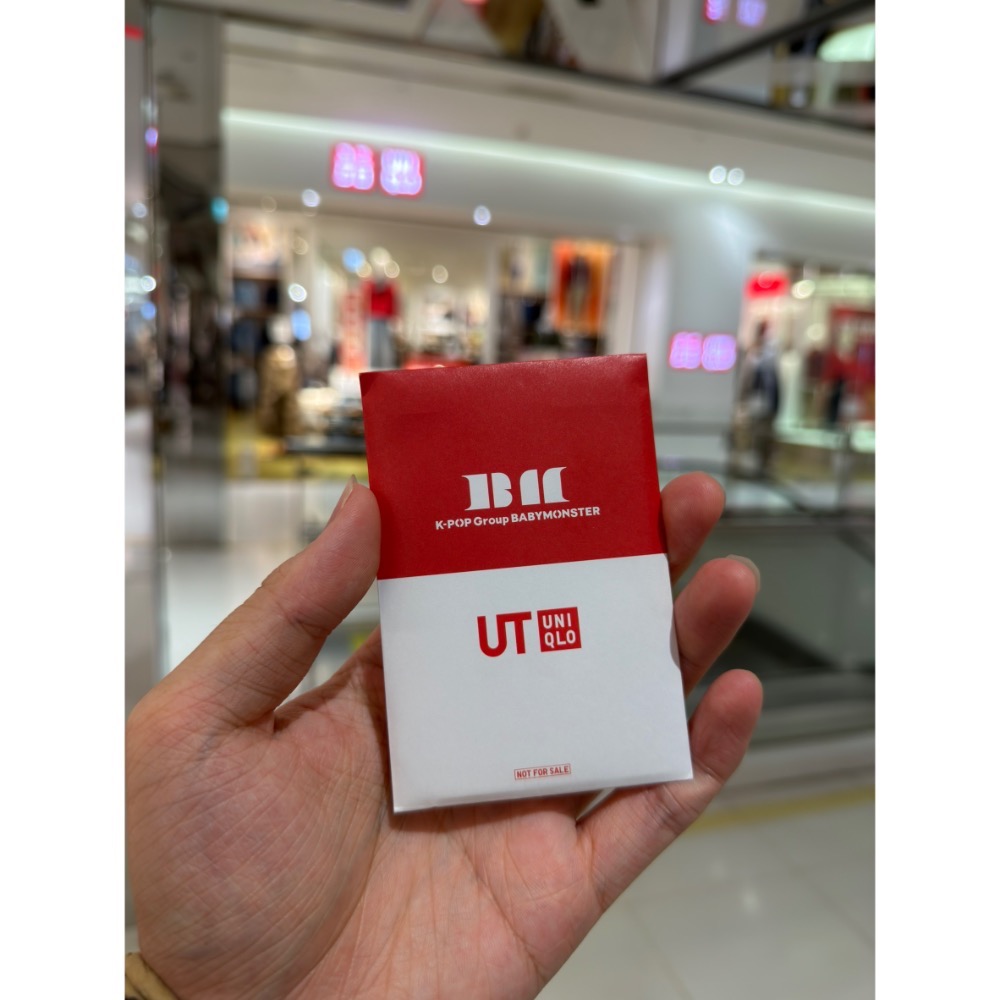 BM
K-POP Group BABYMONSTER
UT UNI
QLO
NOT FOR SALE